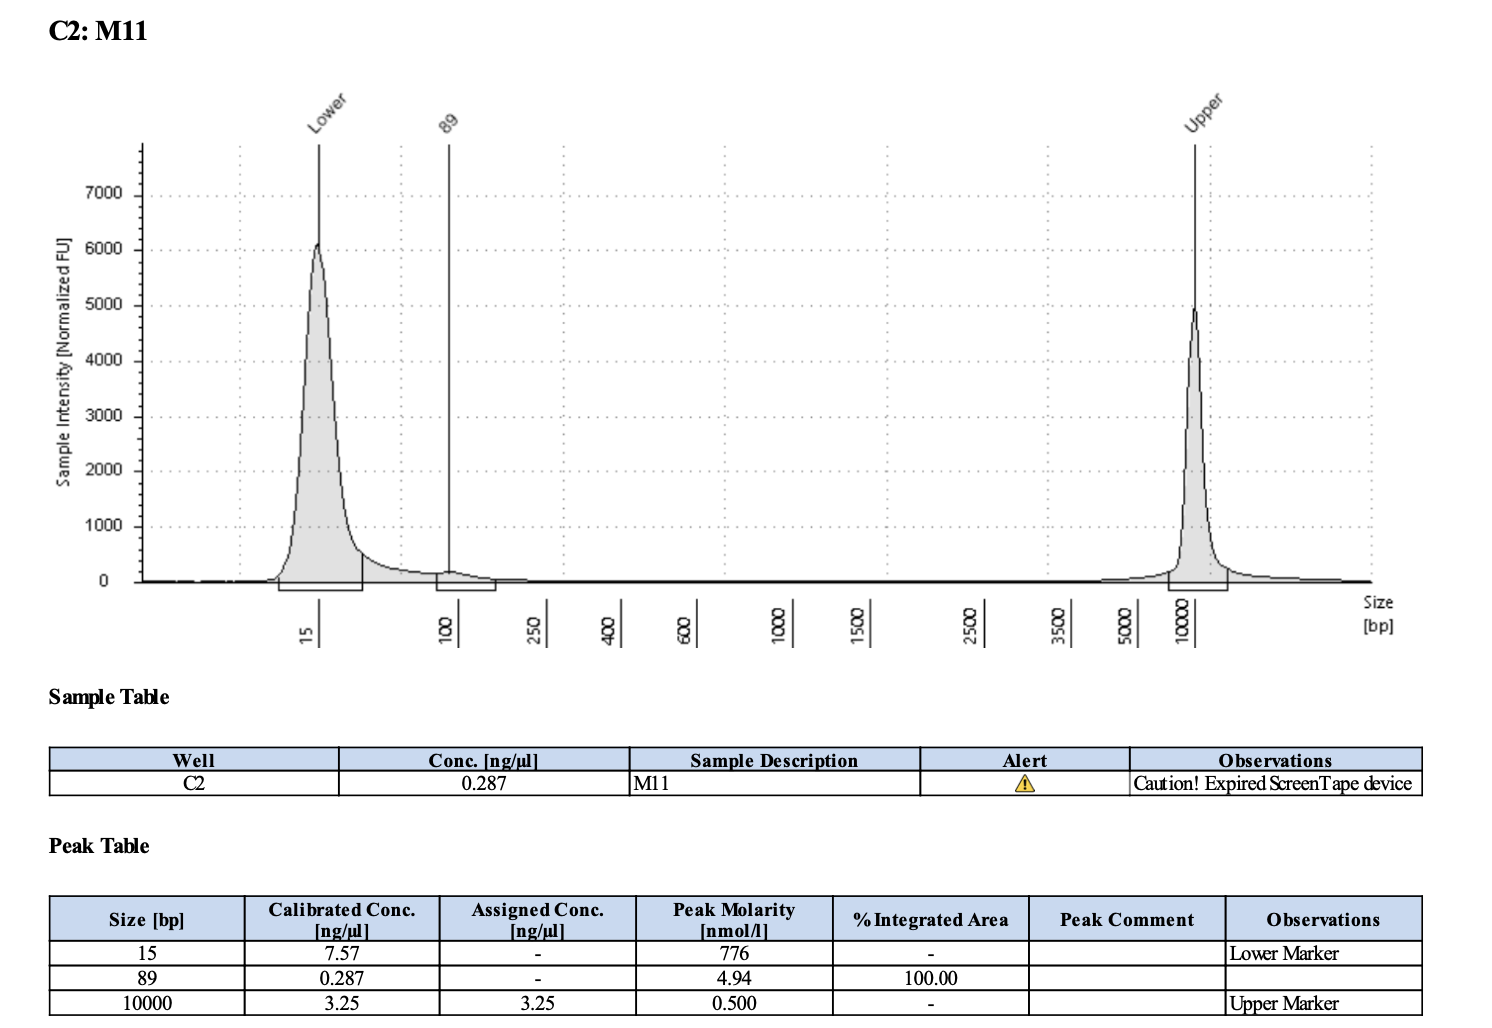 C2: M11
Lower
89
Upper
Sample Intensity [Normalized FU]
7000
6000
5000
4000
3000
2000
1000
0
15
100
250
400
600
1000
1500
2500
3500
5000
10000
Size
[bp]
Sample Table
Well Conc. [ng/µl] Sample Description Alert Observations
C2 0.287 M11 Caution! Expired ScreenTape device
Peak Table
Size [bp] Calibrated Conc. [ng/µl] Assigned Conc. [ng/µl] Peak Molarity [nmol/l] % Integrated Area Peak Comment Observations
15 7.57 - 776 - Lower Marker
89 0.287 - 4.94 100.00
10000 3.25 3.25 0.500 - Upper Marker